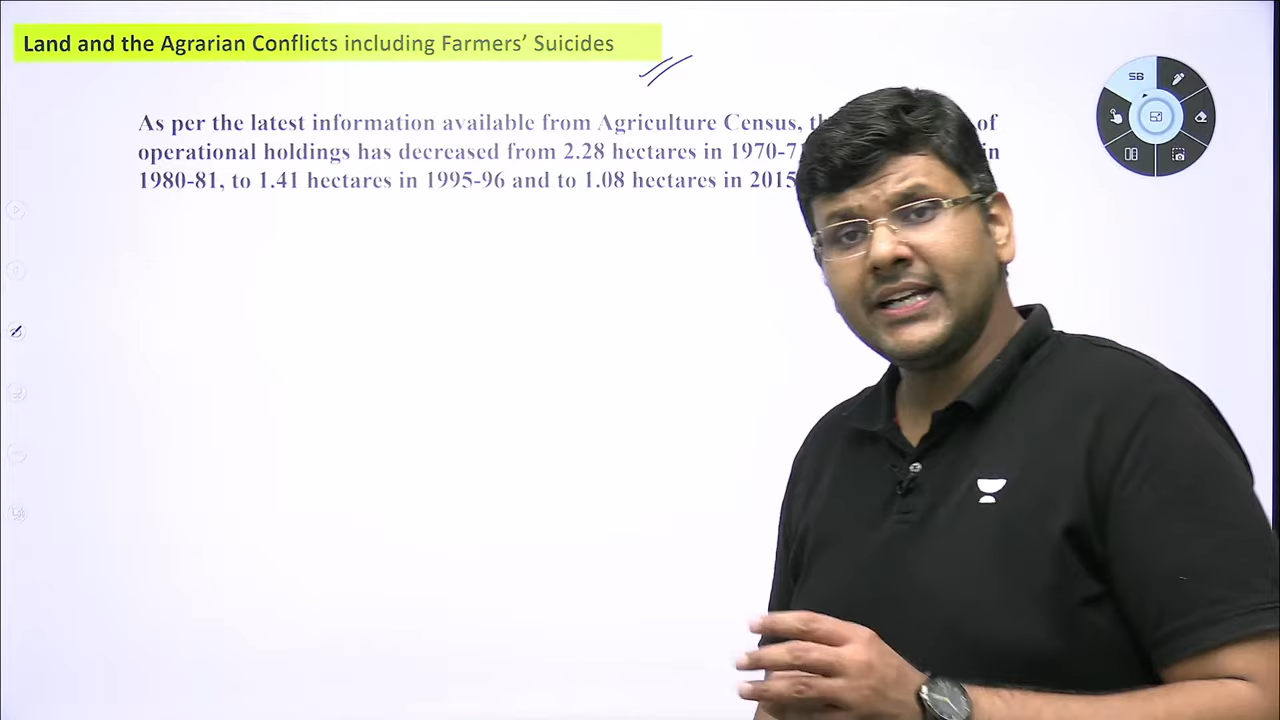 Land and the Agrarian Conflicts including Farmers’ Suicides
SB
As per the latest information available from Agriculture Census, of
operational holdings has decreased from 2.28 hectares in 1970-7 in
1980-81, to 1.41 hectares in 1995-96 and to 1.08 hectares in 2015